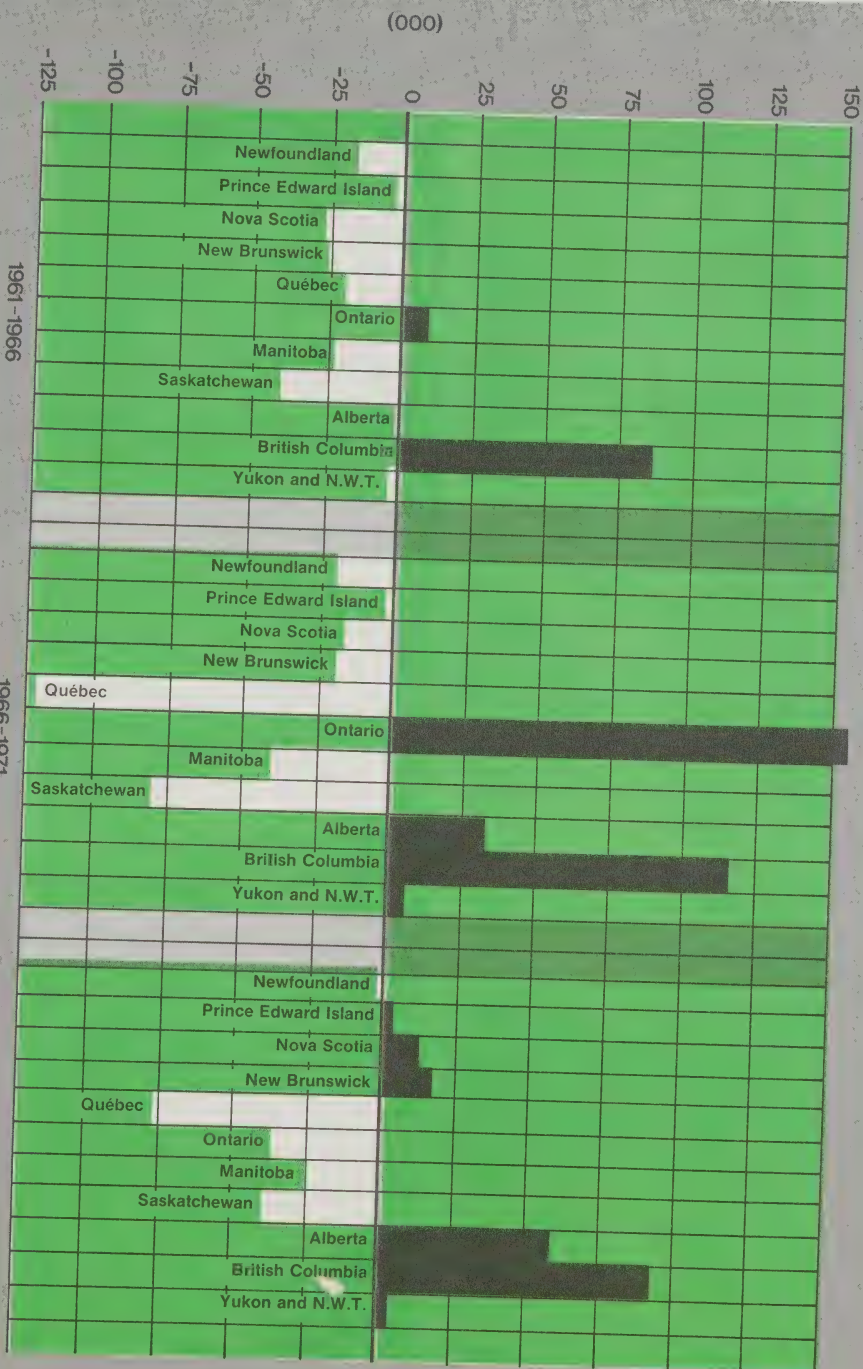 (000)
150
125
100
75
50
25
0
-25
-50
-75
-100
-125
Newfoundland
Prince Edward Island
Nova Scotia
New Brunswick
Québec
Ontario
Manitoba
Saskatchewan
Alberta
British Columbia
Yukon and N.W.T.
1961-1966
Newfoundland
Prince Edward Island
Nova Scotia
New Brunswick
Québec
Ontario
Manitoba
Saskatchewan
Alberta
British Columbia
Yukon and N.W.T.
1966-1971
Newfoundland
Prince Edward Island
Nova Scotia
New Brunswick
Québec
Ontario
Manitoba
Saskatchewan
Alberta
British Columbia
Yukon and N.W.T.